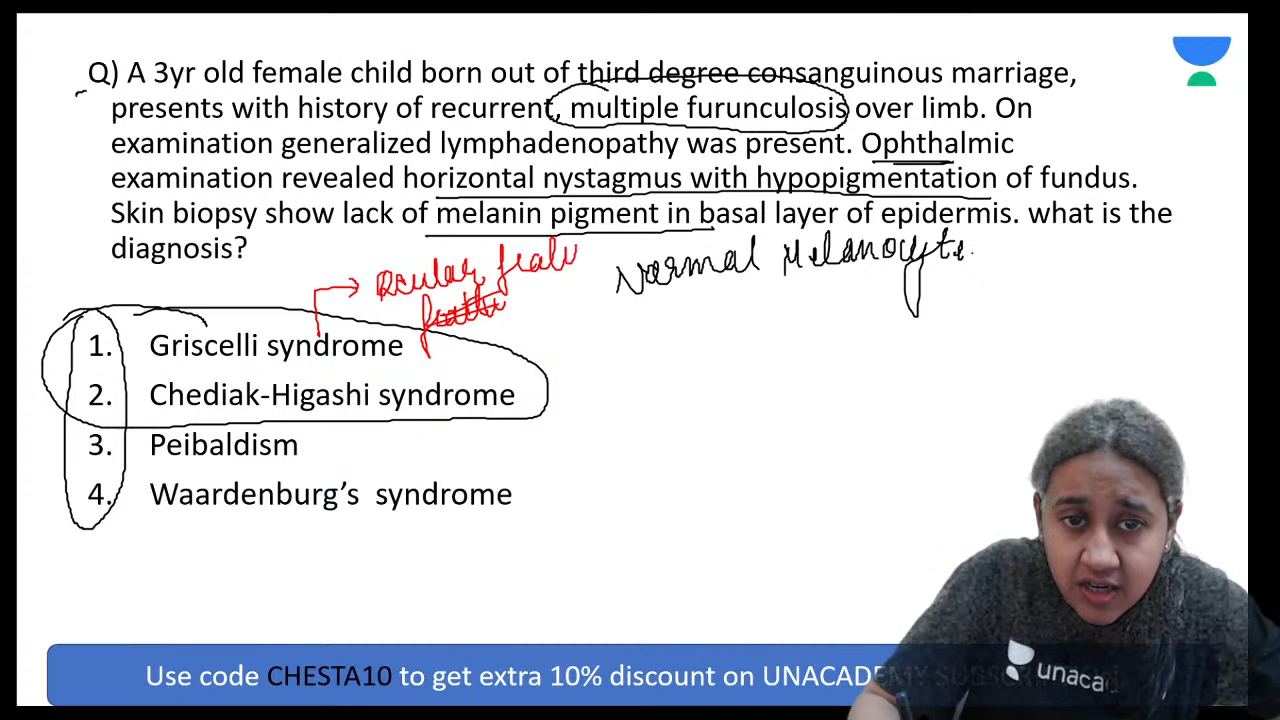 Q) A 3yr old female child born out of third degree consanguinous marriage,
presents with history of recurrent, multiple furunculosis over limb. On
examination generalized lymphadenopathy was present. Ophthalmic
examination revealed horizontal nystagmus with hypopigmentation of fundus.
Skin biopsy show lack of melanin pigment in basal layer of epidermis. what is the
diagnosis?
Normal Melanocyte
1. Griscelli syndrome
2. Chediak-Higashi syndrome
3. Peibaldism
4. Waardenburg’s syndrome
Use code CHESTA10 to get extra 10% discount on UNACADEMY SUBSCR
unacad